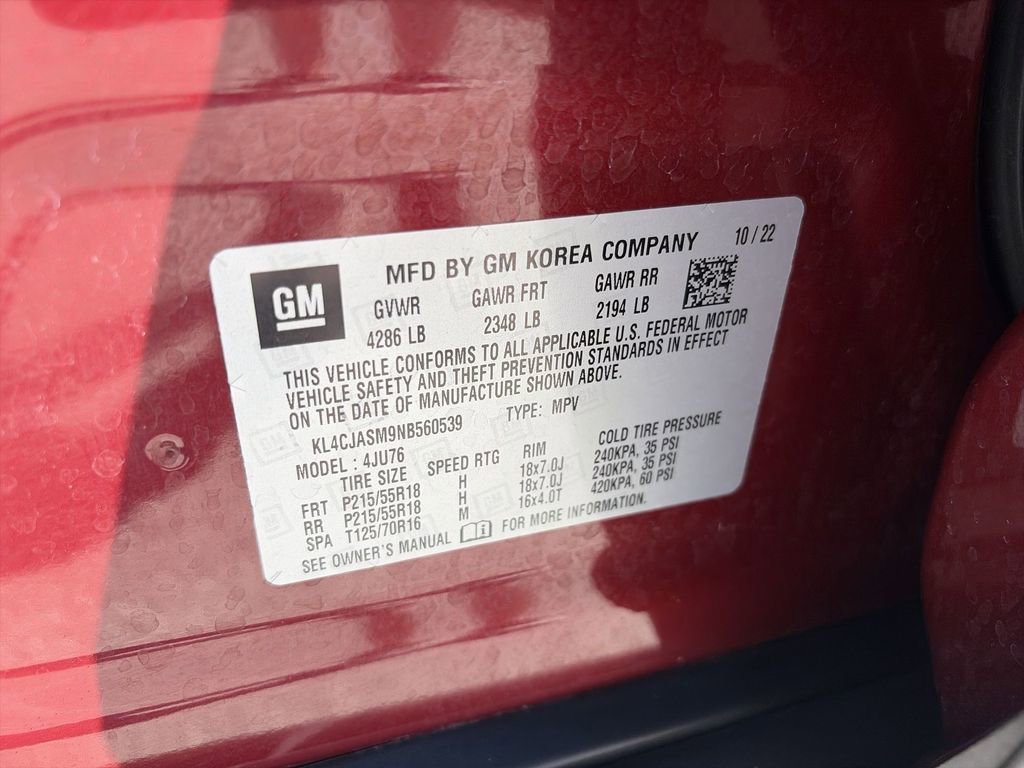 GM
MFD BY GM KOREA COMPANY 10 / 22
GVWR GAWR FRT GAWR RR
4286 LB 2348 LB 2194 LB
THIS VEHICLE CONFORMS TO ALL APPLICABLE U.S. FEDERAL MOTOR
VEHICLE SAFETY AND THEFT PREVENTION STANDARDS IN EFFECT
ON THE DATE OF MANUFACTURE SHOWN ABOVE.
KL4CJASM9NB560539 TYPE: MPV
MODEL : 4JU76
TIRE SIZE SPEED RTG RIM COLD TIRE PRESSURE
FRT P215/55R18 H 18x7.0J 240KPA, 35 PSI
RR P215/55R18 H 18x7.0J 240KPA, 35 PSI
SPA T125/70R16 M 16x4.0T 420KPA, 60 PSI
SEE OWNER'S MANUAL FOR MORE INFORMATION.